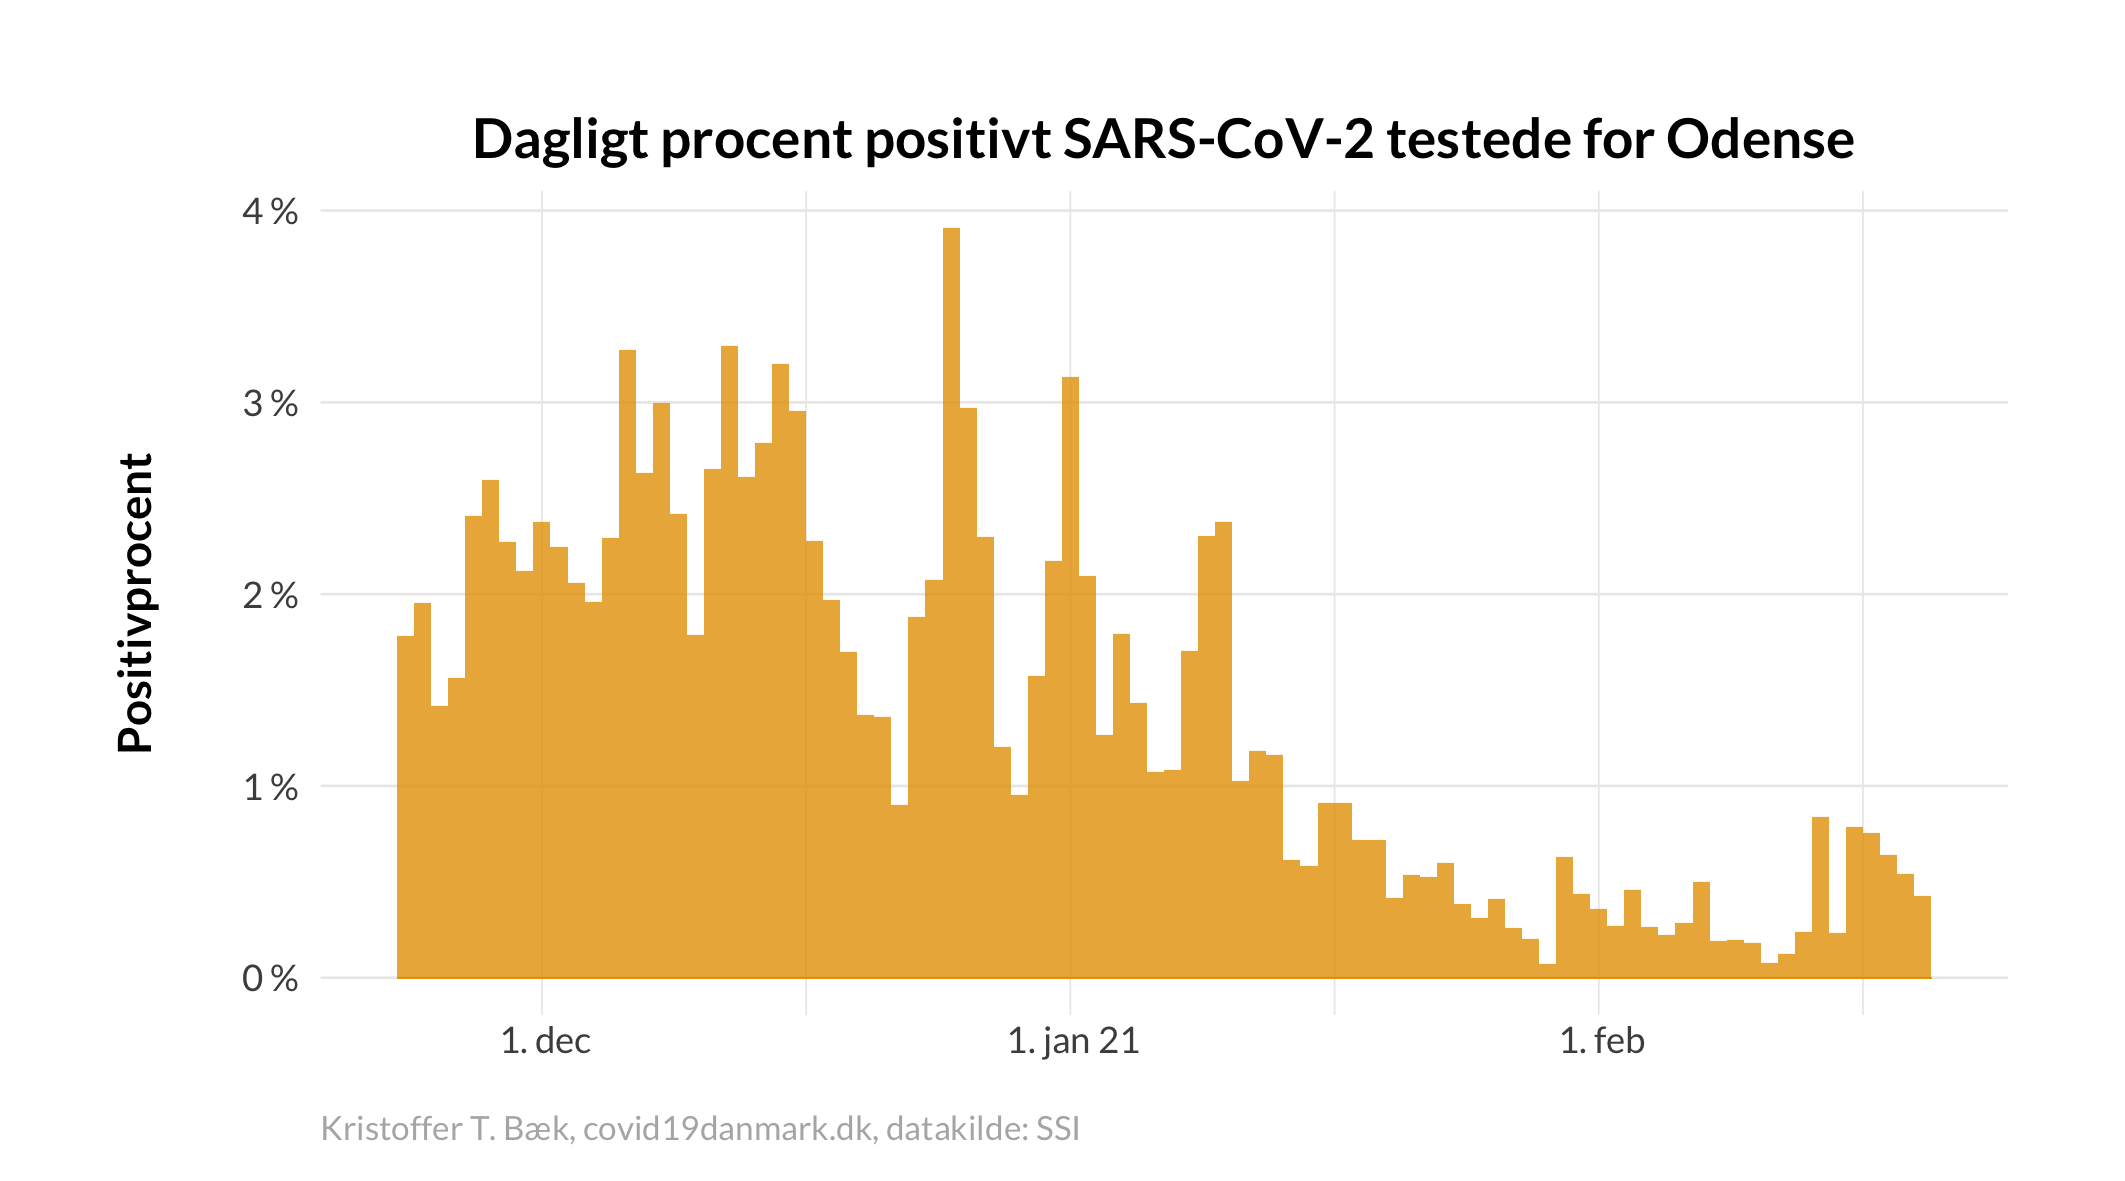 Dagligt procent positivt SARS-CoV-2 testede for Odense
Positivprocent
4 %
3 %
2 %
1 %
0 %
1. dec
1. jan 21
1. feb
Kristoffer T. Bæk, covid19danmark.dk, datakilde: SSI